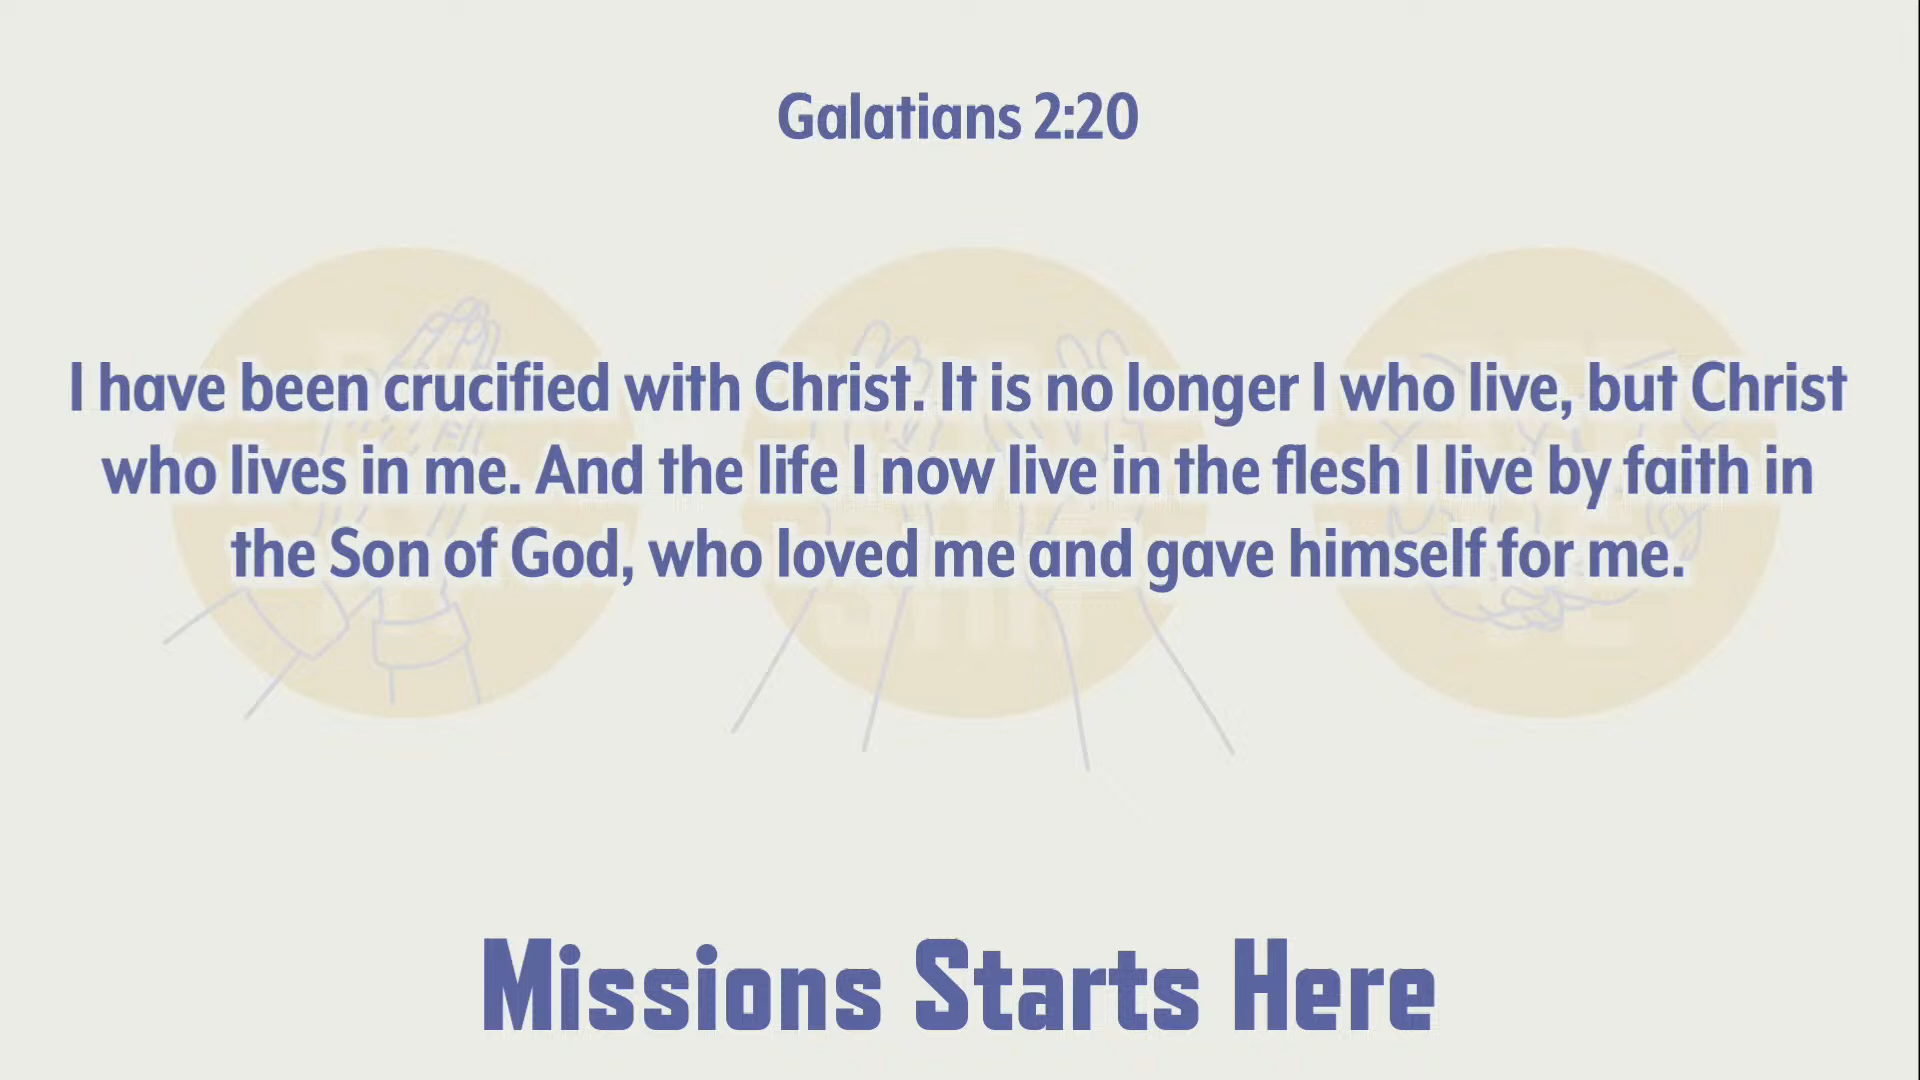 Galatians 2:20
I have been crucified with Christ. It is no longer I who live, but Christ
who lives in me. And the life I now live in the flesh I live by faith in
the Son of God, who loved me and gave himself for me.
Missions Starts Here